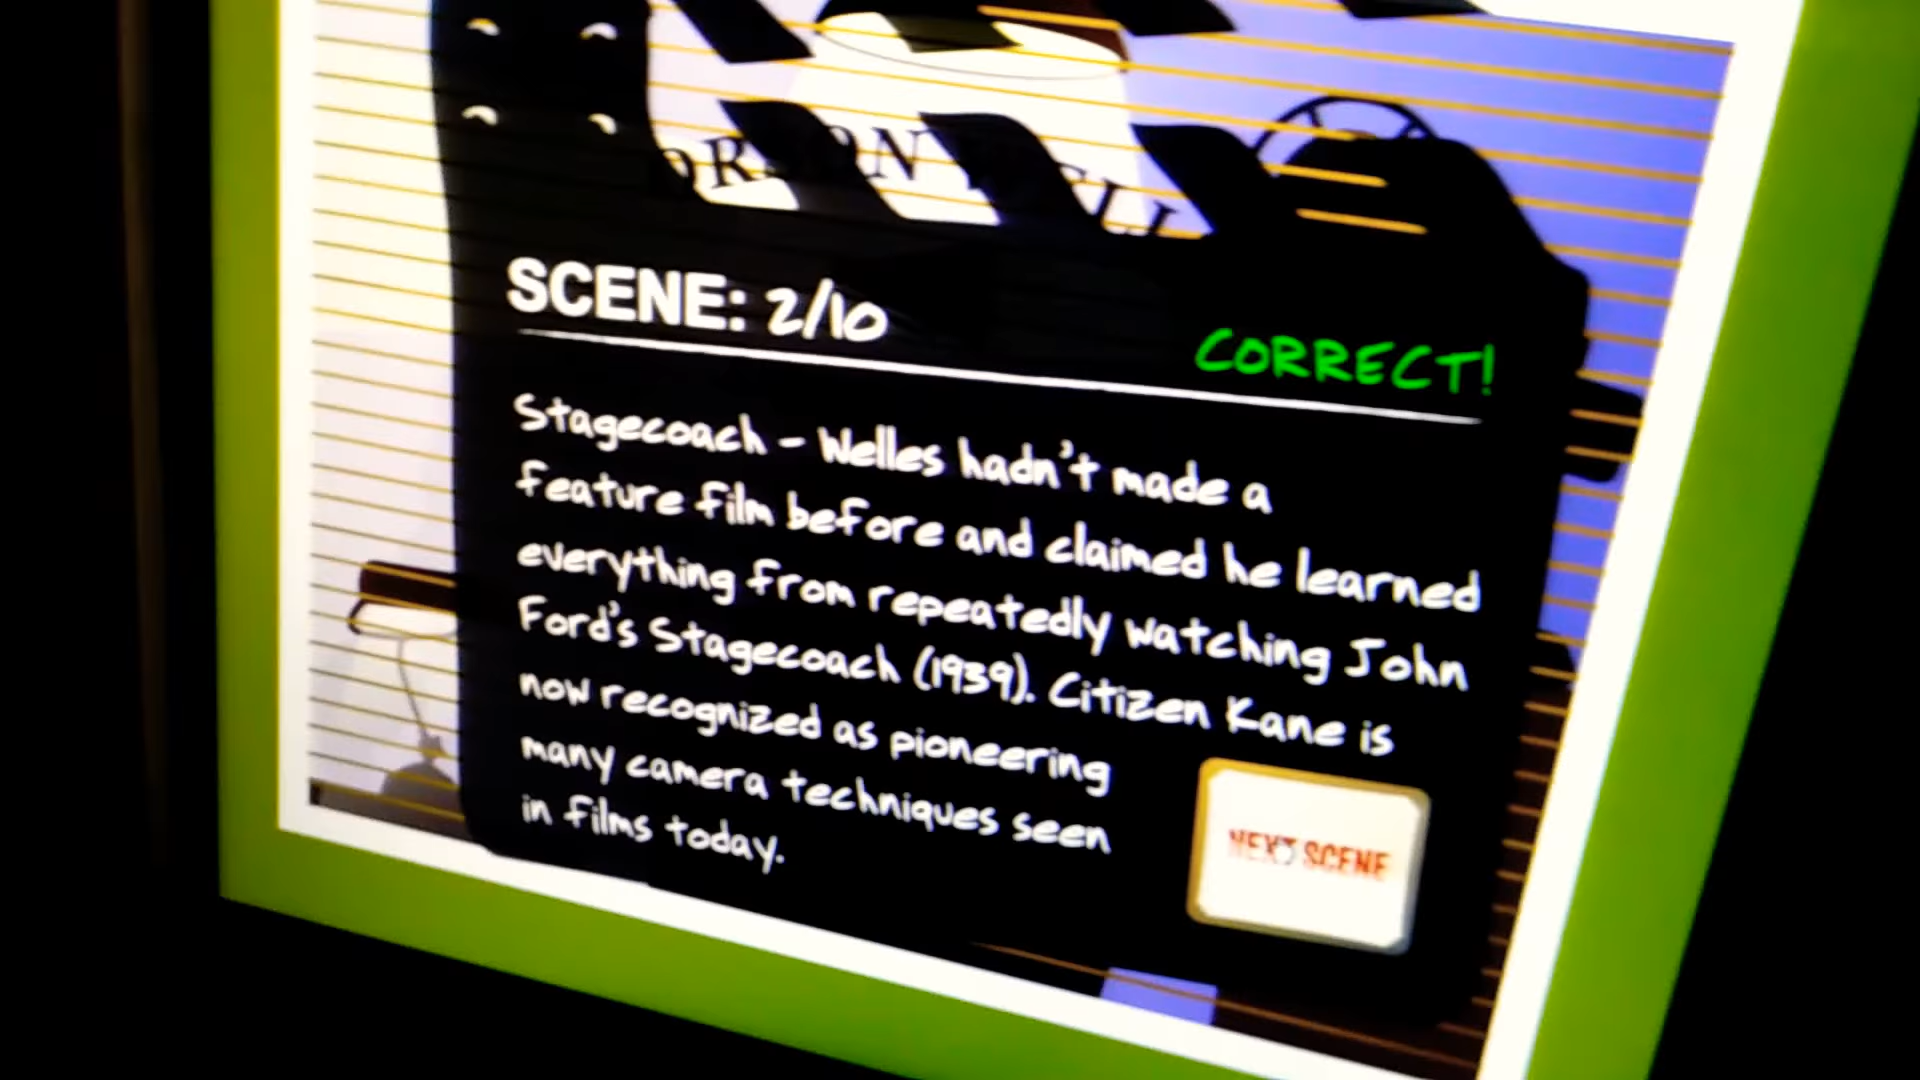 SCENE: 2/10
CORRECT!
Stagecoach - Welles hadn't made a
feature film before and claimed he learned
everything from repeatedly watching John
Ford's Stagecoach (1939). Citizen Kane is
now recognized as pioneering
many camera techniques seen
in films today.
NEXT SCENE